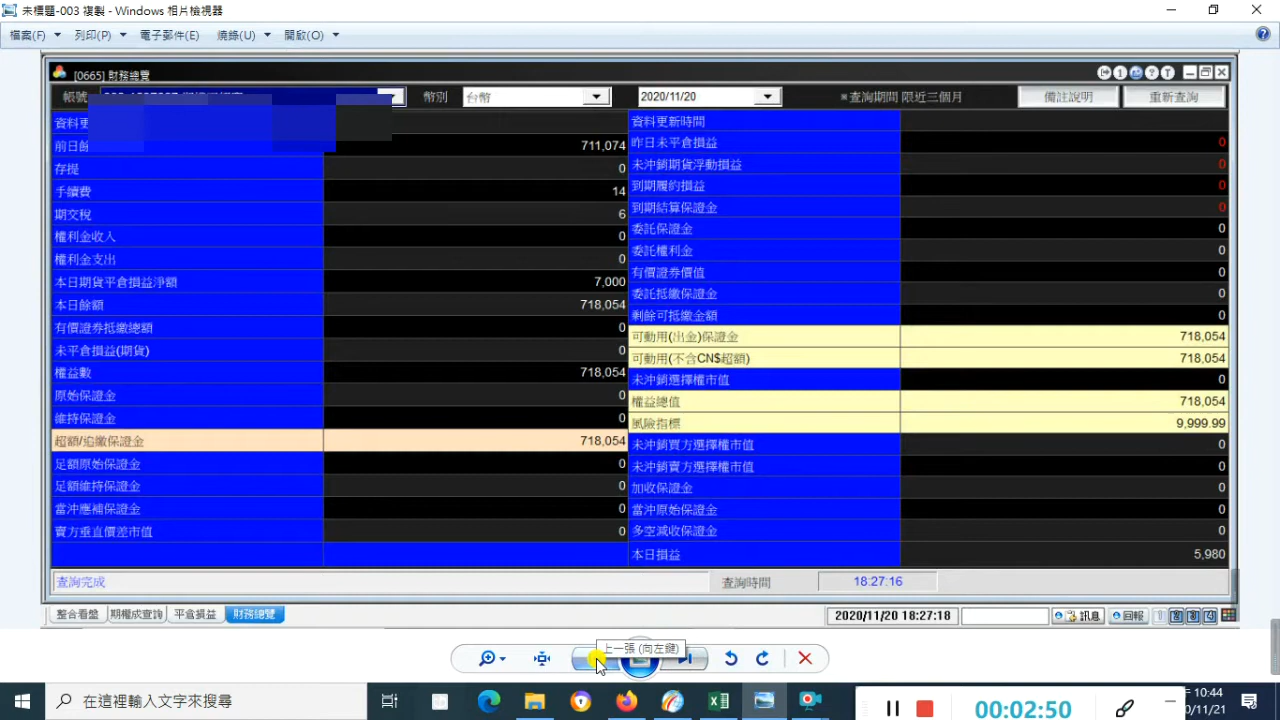 未標題-003 複製 - Windows 相片檢視器
檔案(F) 列印(P) 電子郵件(E) 燒錄(U) 開啟(O)
[0665] 財務總覽
帳號 幣別 台幣 2020/11/20 ※查詢期間 限近三個月 備註說明 重新查詢
資料更
前日餘 711,074
存提 0
手續費 14
期交稅 6
權利金收入 0
權利金支出 0
本日期貨平倉損益淨額 7,000
本日餘額 718,054
有價證券抵繳總額 0
未平倉損益(期貨) 0
權益數 718,054
原始保證金 0
維持保證金 0
超額/追繳保證金 718,054
足額原始保證金 0
足額維持保證金 0
當沖應補保證金 0
賣方垂直價差市值 0
資料更新時間
昨日未平倉損益 0
未沖銷期貨浮動損益 0
到期履約損益 0
到期結算保證金 0
委託保證金 0
委託權利金 0
有價證券價值 0
委託抵繳保證金 0
剩餘可抵繳金額 0
可動用(出金)保證金 718,054
可動用(不含CN$超額) 718,054
未沖銷選擇權市值 0
權益總值 718,054
風險指標 9,999.99
未沖銷買方選擇權市值 0
未沖銷賣方選擇權市值 0
加收保證金 0
當沖原始保證金 0
多空減收保證金 0
本日損益 5,980
查詢完成 查詢時間 18:27:16
整合看盤 期權成查詢 平倉損益 財務總覽 2020/11/20 18:27:18 訊息 回報
上一張 (向左鍵)
在這裡輸入文字來搜尋 00:02:50 10:44
0/11/21